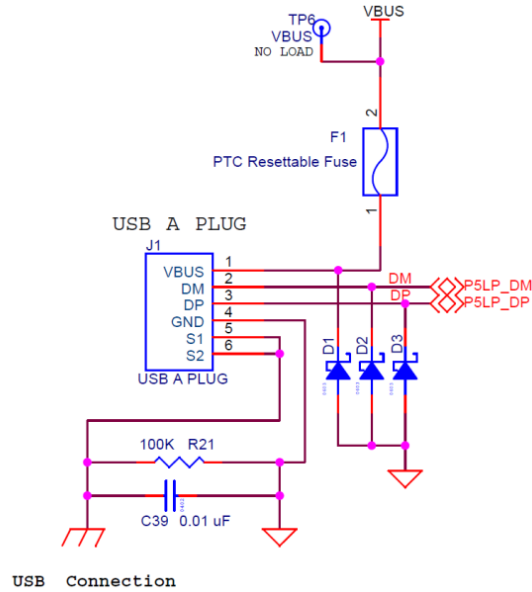 TP6
VBUS
VBUS
NO LOAD
2
F1
PTC Resettable Fuse
1
USB A PLUG
J1
VBUS 1
DM 2
DP 3
GND 4
S1 5
S2 6
USB A PLUG
DM P5LP_DM
DP P5LP_DP
D1 D2 D3
100K R21
C39 0.01 uF
USB Connection